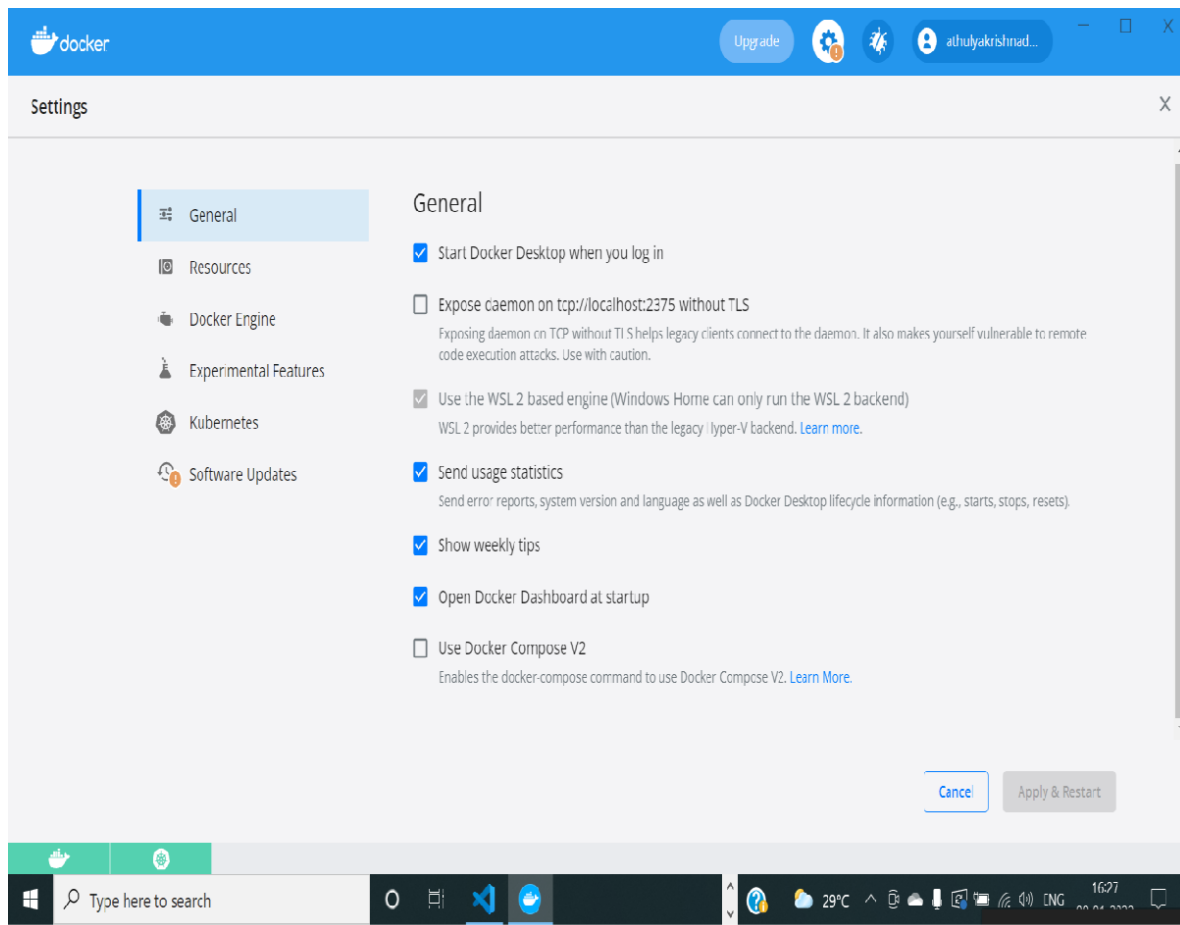 docker
Upgrade
athulyakrishnad...
Settings
General
Resources
Docker Engine
Experimental Features
Kubernetes
Software Updates
General
Start Docker Desktop when you log in
Expose daemon on tcp://localhost:2375 without TLS
Exposing daemon on TCP without TLS helps legacy clients connect to the daemon. It also makes yourself vulnerable to remote
code execution attacks. Use with caution.
Use the WSL 2 based engine (Windows Home can only run the WSL 2 backend)
WSL 2 provides better performance than the legacy Hyper-V backend. Learn more.
Send usage statistics
Send error reports, system version and language as well as Docker Desktop lifecycle information (e.g., starts, stops, resets).
Show weekly tips
Open Docker Dashboard at startup
Use Docker Compose V2
Enables the docker-compose command to use Docker Compose V2. Learn More.
Cancel
Apply & Restart
Type here to search
29°C
ENG
16:27